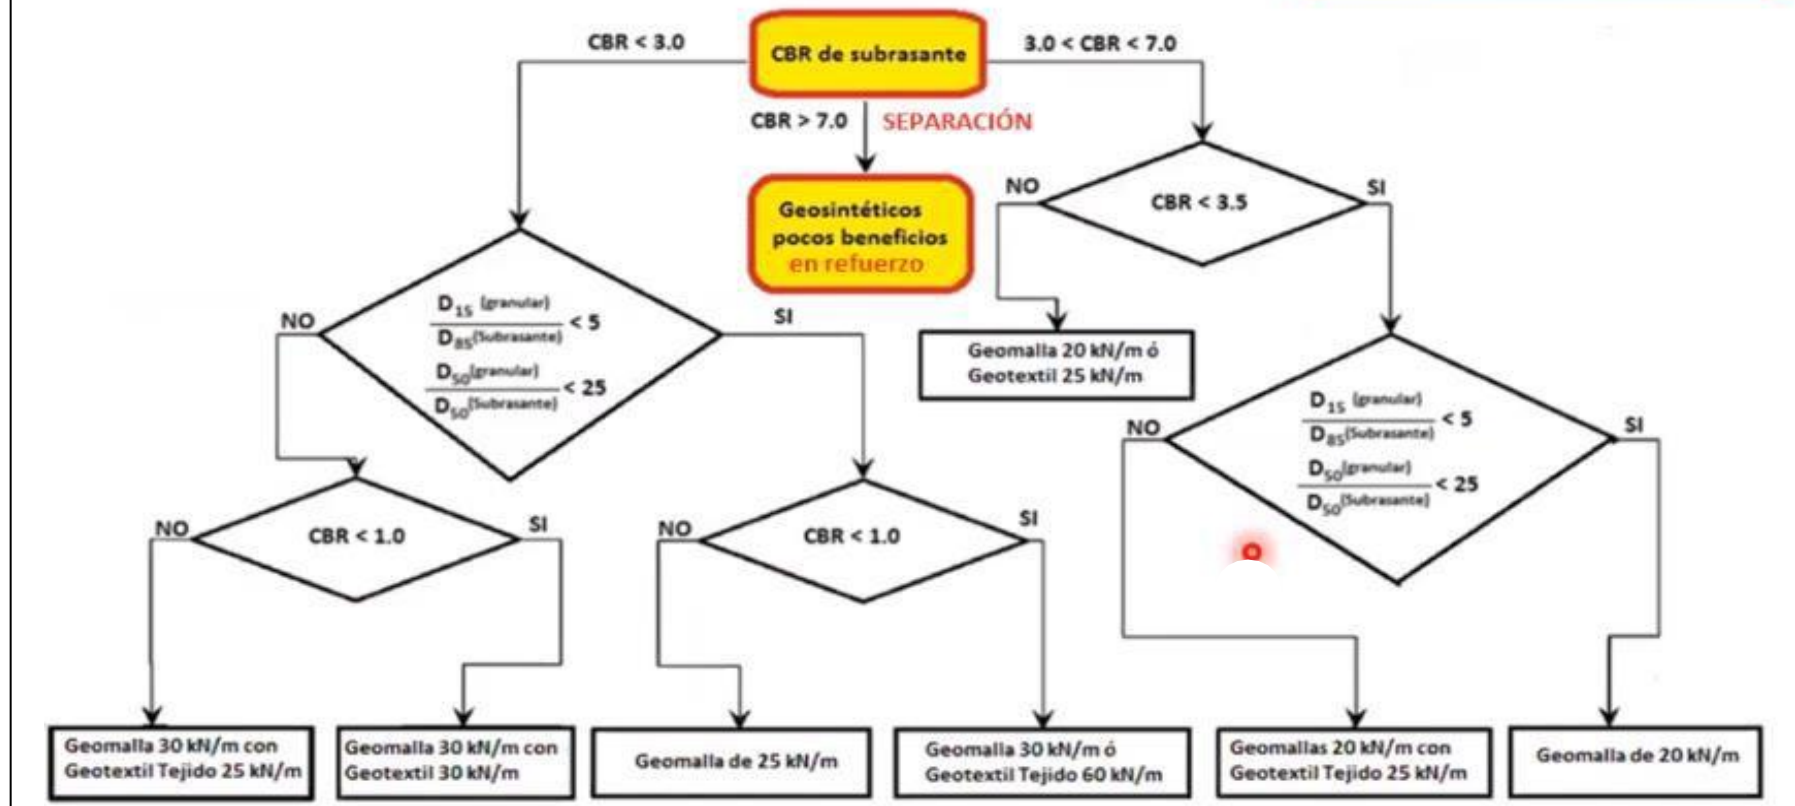 CBR < 3.0
CBR de subrasante
3.0 < CBR < 7.0
CBR > 7.0
SEPARACIÓN
Geosintéticos
pocos beneficios
en refuerzo
NO
CBR < 3.5
SI
Geomalla 20 kN/m ó
Geotextil 25 kN/m
NO
D15 (granular)
D85(Subrasante)
< 5
D50(granular)
D50(Subrasante)
< 25
SI
NO
D15 (granular)
D85(Subrasante)
< 5
D50(granular)
D50(Subrasante)
< 25
SI
NO
CBR < 1.0
SI
NO
CBR < 1.0
SI
Geomalla 30 kN/m con
Geotextil Tejido 25 kN/m
Geomalla 30 kN/m con
Geotextil 30 kN/m
Geomalla de 25 kN/m
Geomalla 30 kN/m ó
Geotextil Tejido 60 kN/m
Geomallas 20 kN/m con
Geotextil Tejido 25 kN/m
Geomalla de 20 kN/m